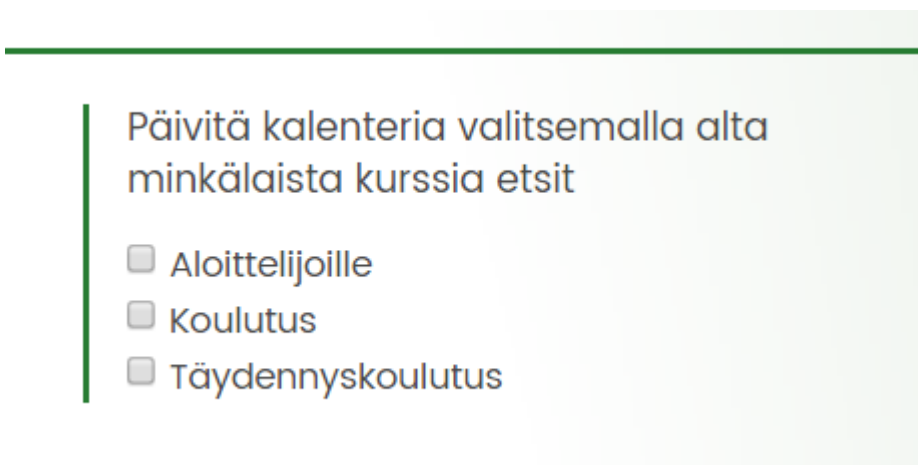 Päivitä kalenteria valitsemalla alta
minkälaista kurssia etsit
Aloittelijoille
Koulutus
Täydennyskoulutus